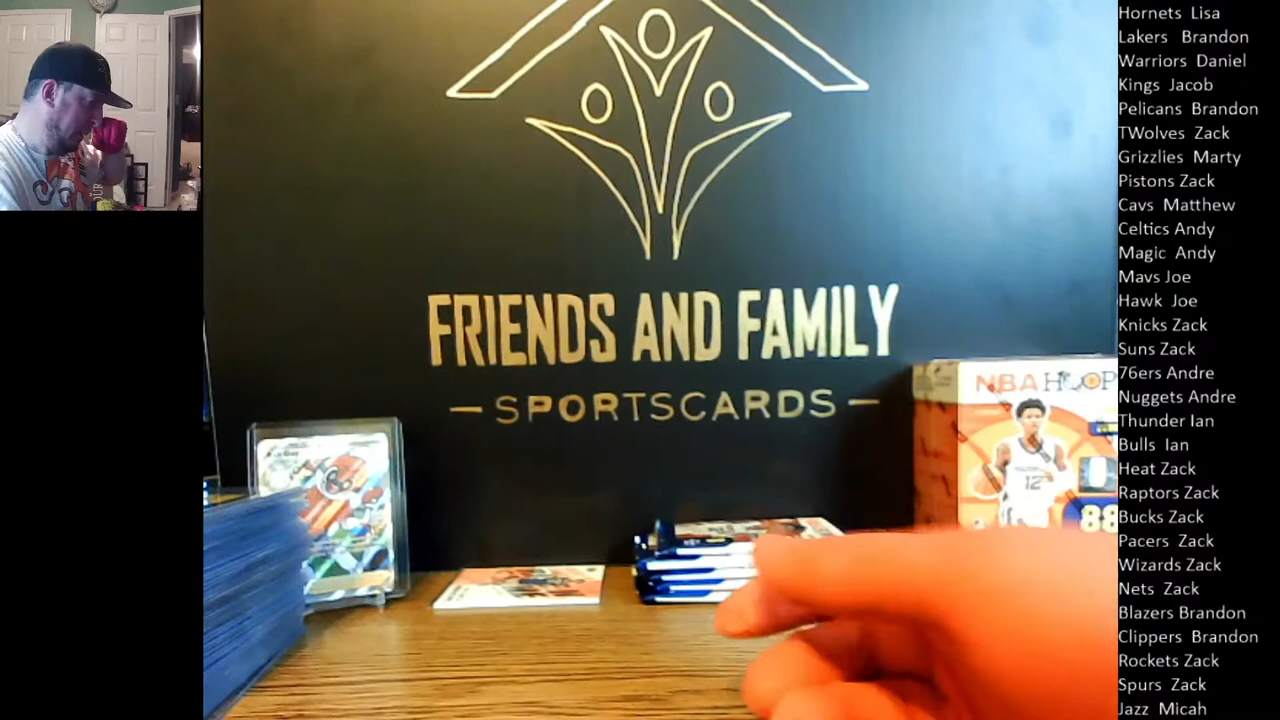 FRIENDS AND FAMILY
SPORTSCARDS
NBA HOOP
12
88
Hornets Lisa
Lakers Brandon
Warriors Daniel
Kings Jacob
Pelicans Brandon
TWolves Zack
Grizzlies Marty
Pistons Zack
Cavs Matthew
Celtics Andy
Magic Andy
Mavs Joe
Hawk Joe
Knicks Zack
Suns Zack
76ers Andre
Nuggets Andre
Thunder Ian
Bulls Ian
Heat Zack
Raptors Zack
Bucks Zack
Pacers Zack
Wizards Zack
Nets Zack
Blazers Brandon
Clippers Brandon
Rockets Zack
Spurs Zack
Jazz Micah